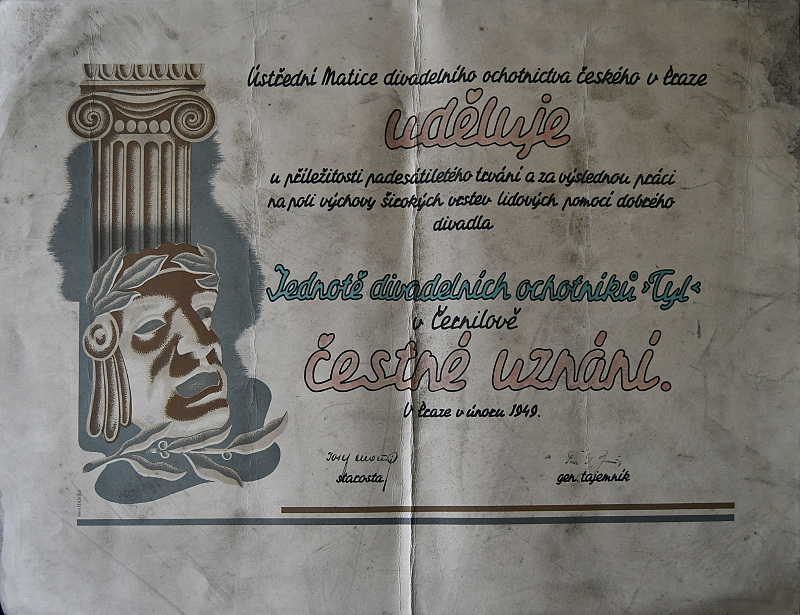 Ústřední Matice divadelního ochotnictva českého v Praze
uděluje
u příležitosti padesátiletého trvání a za výslednou práci
na poli výchovy širokých vrstev lidových pomocí dobrého
divadla
Jednotě divadelních ochotníků ›Tyl‹
v Černilově
čestné uznání.
V Praze v únoru 1949.
starosta
gen. tajemník